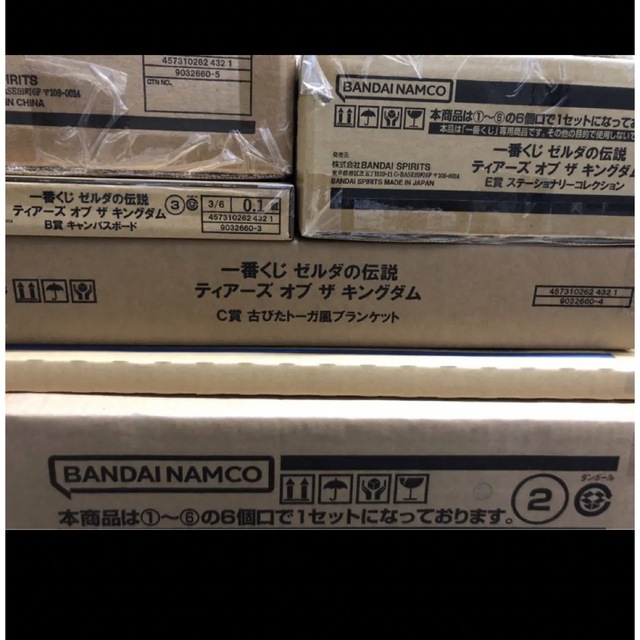 457310262 432 1
9032660-5
CTN NO.
IRITS
〒108-0014
IN CHINA
BANDAI NAMCO
本商品は①~⑥の6個口で1セットになってお
本商品は「一番くじ」専用商品です。その他の目的で使用しないで
発売元
株式会社BANDAI SPIRITS
BANDAI SPIRITS MADE IN JAPAN
一番くじ ゼルダの伝説
ティアーズ オブ ザ キングダム
E賞 ステーショナリーコレクション
一番くじ ゼルダの伝説
ティアーズ オブ ザ キングダム
B賞 キャンバスボード
③
3/6
0.1
457310262 432 1
9032660-3
一番くじ ゼルダの伝説
ティアーズ オブ ザ キングダム
C賞 古びたトーガ風ブランケット
457310262 432 1
9032660-4
BANDAI NAMCO
②
ダンボール
本商品は①~⑥の6個口で1セットになっております。